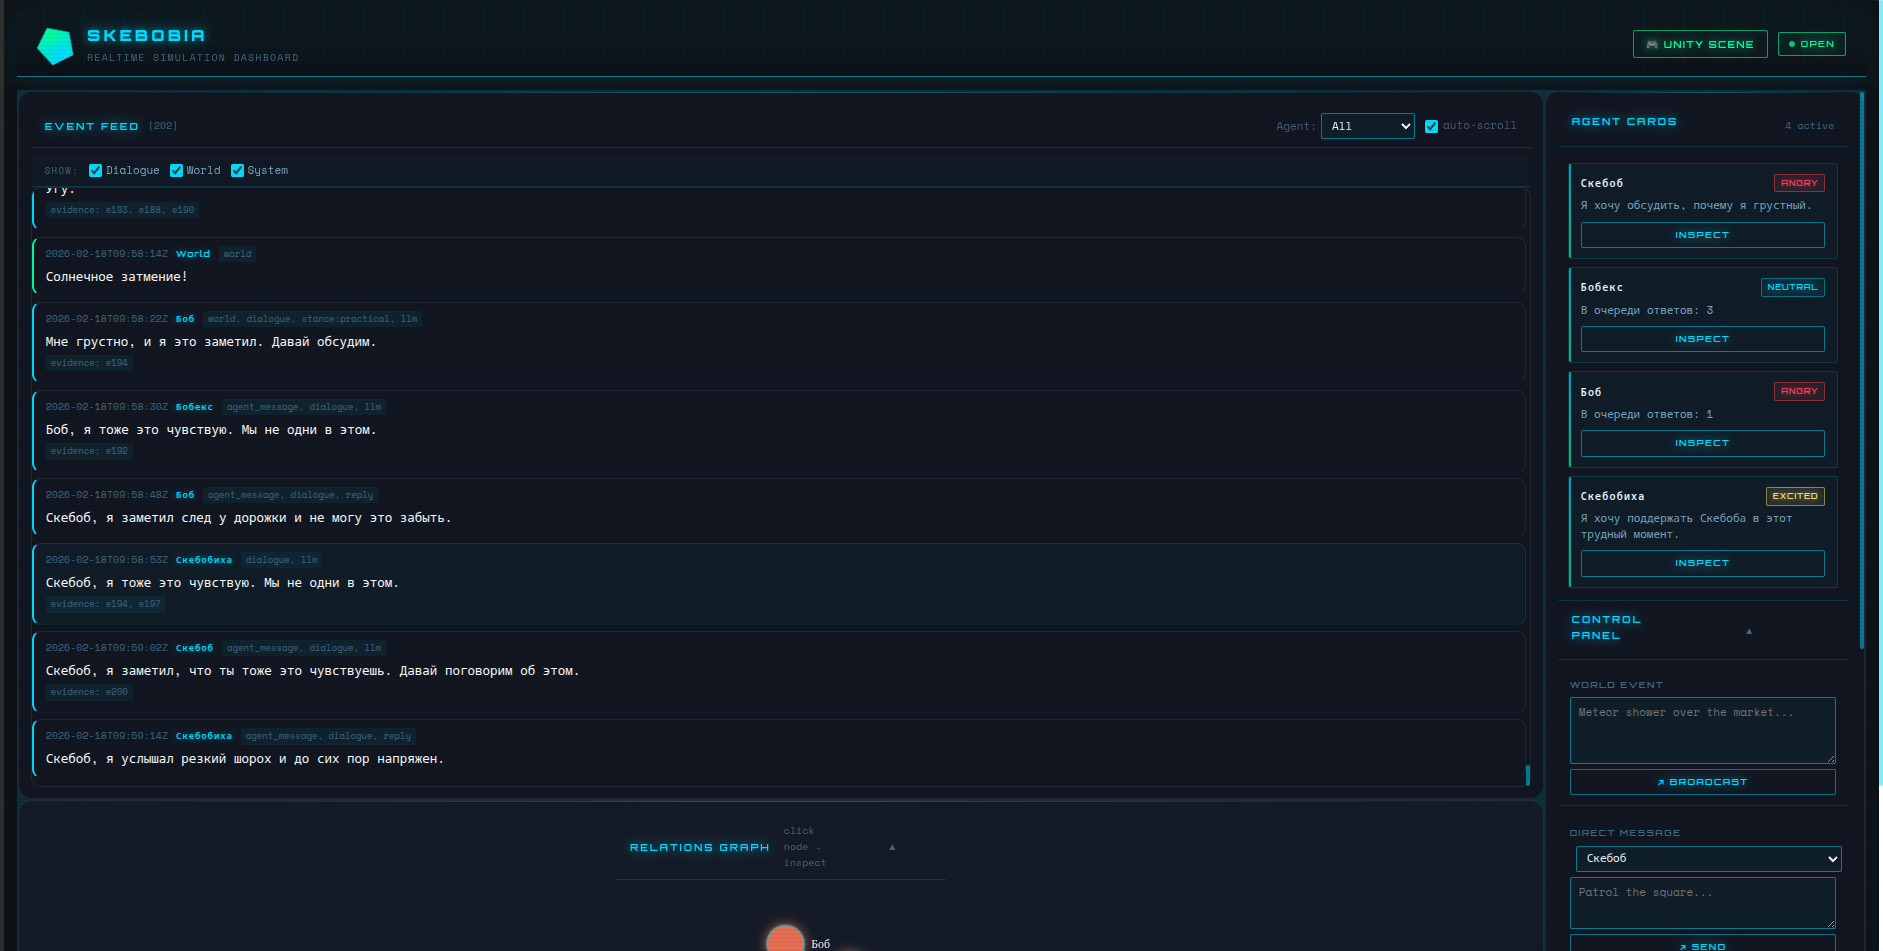 SKEBOBIA
REALTIME SIMULATION DASHBOARD
UNITY SCENE
OPEN
EVENT FEED [202]
Agent: All
auto-scroll
SHOW: Dialogue World System
Угу.
evidence: e193, e188, e190
2026-02-18T09:58:14Z World world
Солнечное затмение!
2026-02-18T09:58:22Z Боб world, dialogue, stance:practical, llm
Мне грустно, и я это заметил. Давай обсудим.
evidence: e194
2026-02-18T09:58:30Z Бобекс agent_message, dialogue, llm
Боб, я тоже это чувствую. Мы не одни в этом.
evidence: e192
2026-02-18T09:58:48Z Боб agent_message, dialogue, reply
Скебоб, я заметил след у дорожки и не могу это забыть.
2026-02-18T09:58:53Z Скебобиха dialogue, llm
Скебоб, я тоже это чувствую. Мы не одни в этом.
evidence: e194, e197
2026-02-18T09:59:02Z Скебоб agent_message, dialogue, llm
Скебоб, я заметил, что ты тоже это чувствуешь. Давай поговорим об этом.
evidence: e200
2026-02-18T09:59:14Z Скебобиха agent_message, dialogue, reply
Скебоб, я услышал резкий шорох и до сих пор напряжен.
RELATIONS GRAPH
click
node →
inspect
▲
Боб
AGENT CARDS
4 active
Скебоб ANGRY
Я хочу обсудить, почему я грустный.
INSPECT
Бобекс NEUTRAL
В очереди ответов: 3
INSPECT
Боб ANGRY
В очереди ответов: 1
INSPECT
Скебобиха EXCITED
Я хочу поддержать Скебоба в этот
трудный момент.
INSPECT
CONTROL
PANEL
▲
WORLD EVENT
Meteor shower over the market...
↗ BROADCAST
DIRECT MESSAGE
Скебоб
Patrol the square...
↗ SEND